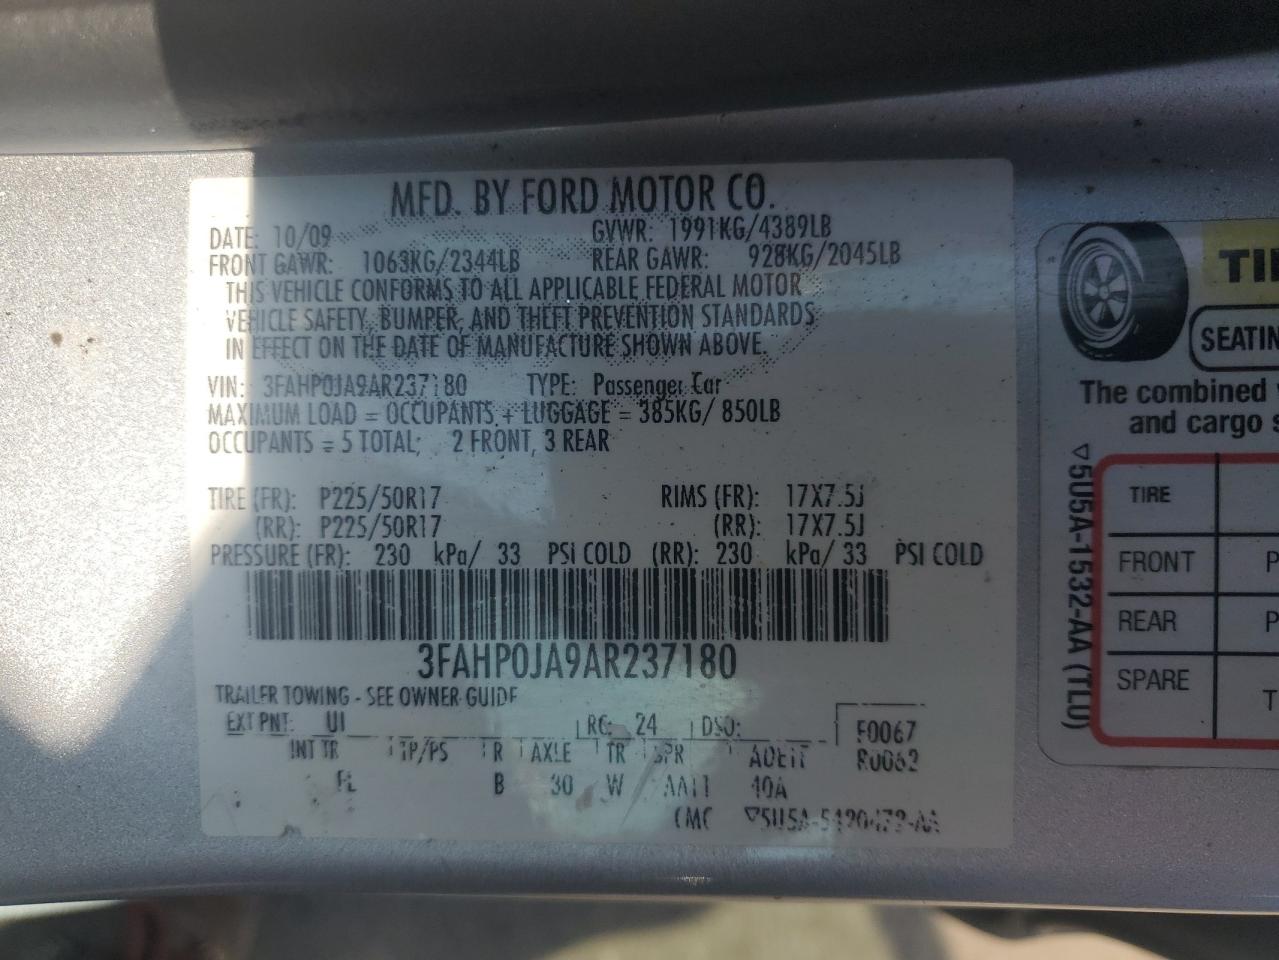 MFD. BY FORD MOTOR CO.
DATE: 10/09 GVWR: 1991KG/4389LB
FRONT GAWR: 1063KG/2344LB REAR GAWR: 928KG/2045LB
THIS VEHICLE CONFORMS TO ALL APPLICABLE FEDERAL MOTOR
VEHICLE SAFETY, BUMPER, AND THEFT PREVENTION STANDARDS
IN EFFECT ON THE DATE OF MANUFACTURE SHOWN ABOVE.
VIN: 3FAHP0JA9AR237180 TYPE: Passenger Car
MAXIMUM LOAD = OCCUPANTS + LUGGAGE = 385KG/ 850LB
OCCUPANTS = 5 TOTAL; 2 FRONT, 3 REAR
TIRE (FR): P225/50R17 RIMS (FR): 17X7.5J
(RR): P225/50R17 (RR): 17X7.5J
PRESSURE (FR): 230 kPa/ 33 PSI COLD (RR): 230 kPa/ 33 PSI COLD
3FAHP0JA9AR237180
TRAILER TOWING - SEE OWNER GUIDE
EXT PNT: UI RC: 24 DSO: F0067
INT TR TP/PS R AXLE TR SPR R0062
B 30 W AA11 40A
TI
SEATIN
The combined
and cargo s
TIRE
FRONT P
REAR P
SPARE T
▽5U5A-1532-AA (TLU)